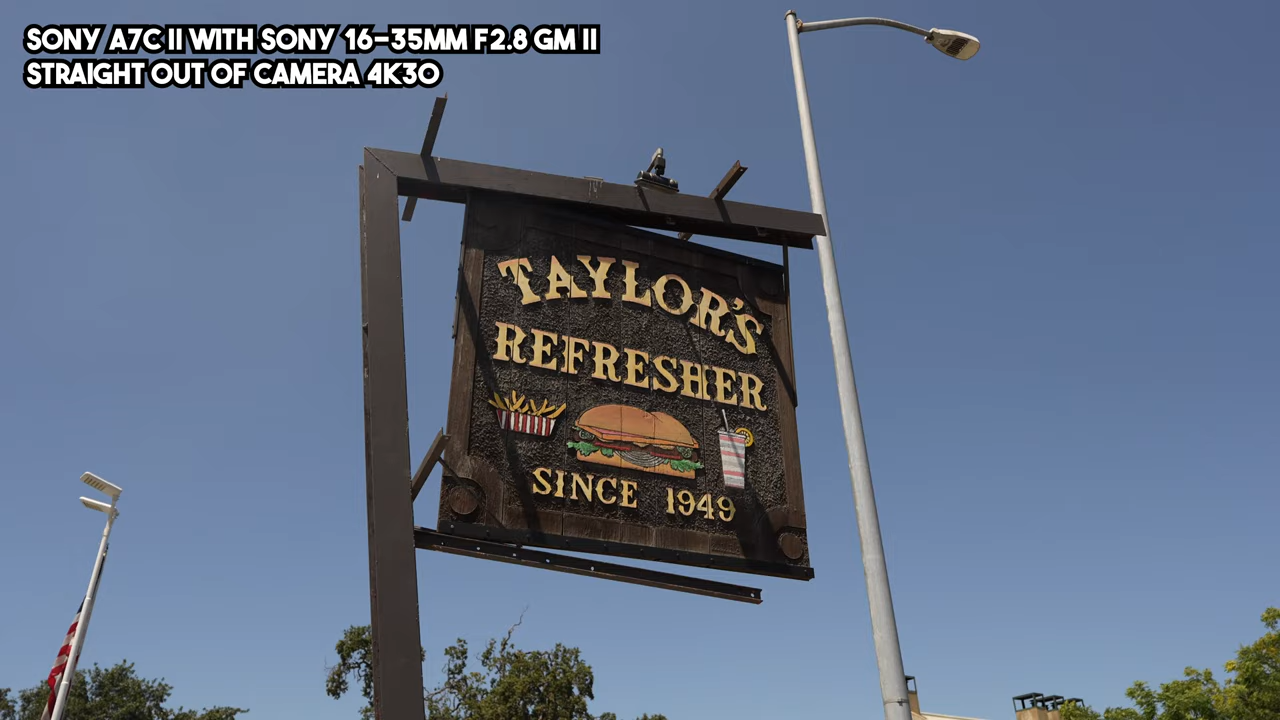 SONY A7C II WITH SONY 16-35MM F2.8 GM II
STRAIGHT OUT OF CAMERA 4K30
TAYLOR'S
REFRESHER
SINCE 1949